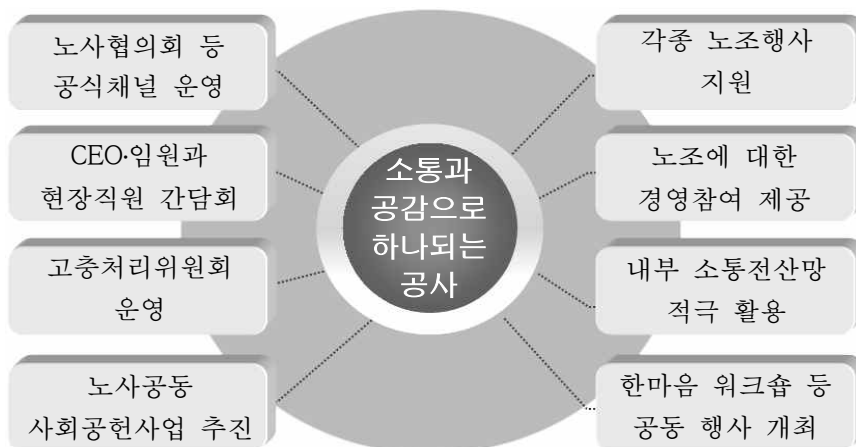 노사협의회 등
공식채널 운영
CEO·임원과
현장직원 간담회
고충처리위원회
운영
노사공동
사회공헌사업 추진
소통과
공감으로
하나되는
공사
각종 노조행사
지원
노조에 대한
경영참여 제공
내부 소통전산망
적극 활용
한마음 워크숍 등
공동 행사 개최